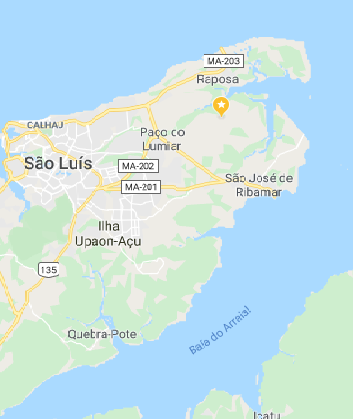 MA-203
Raposa
CALHAJ
Paço do
Lumiar
São Luís
MA-202
MA-201
São José de
Ribamar
Ilha
Upaon-Açu
135
Quebra-Pote
Baía do Arraial
Icatu